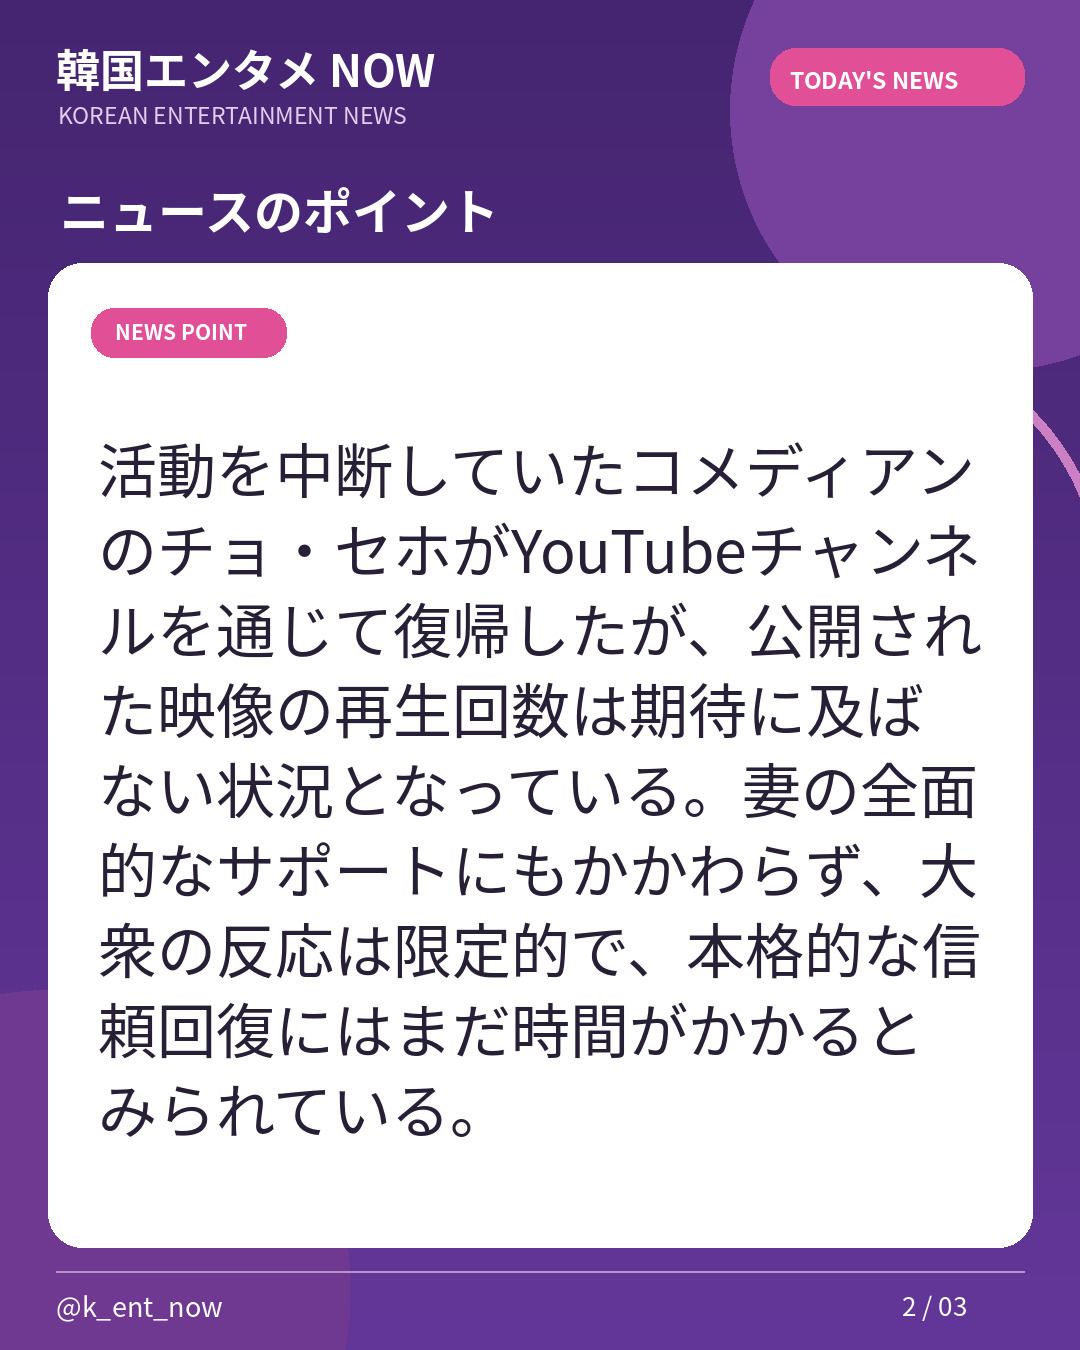 韓国エンタメ NOW
KOREAN ENTERTAINMENT NEWS
TODAY'S NEWS
ニュースのポイント
NEWS POINT
活動を中断していたコメディアン
のチョ・セホがYouTubeチャンネ
ルを通じて復帰したが、公開され
た映像の再生回数は期待に及ば
ない状況となっている。妻の全面
的なサポートにもかかわらず、大
衆の反応は限定的で、本格的な信
頼回復にはまだ時間がかかると
みられている。
@k_ent_now
2 / 03